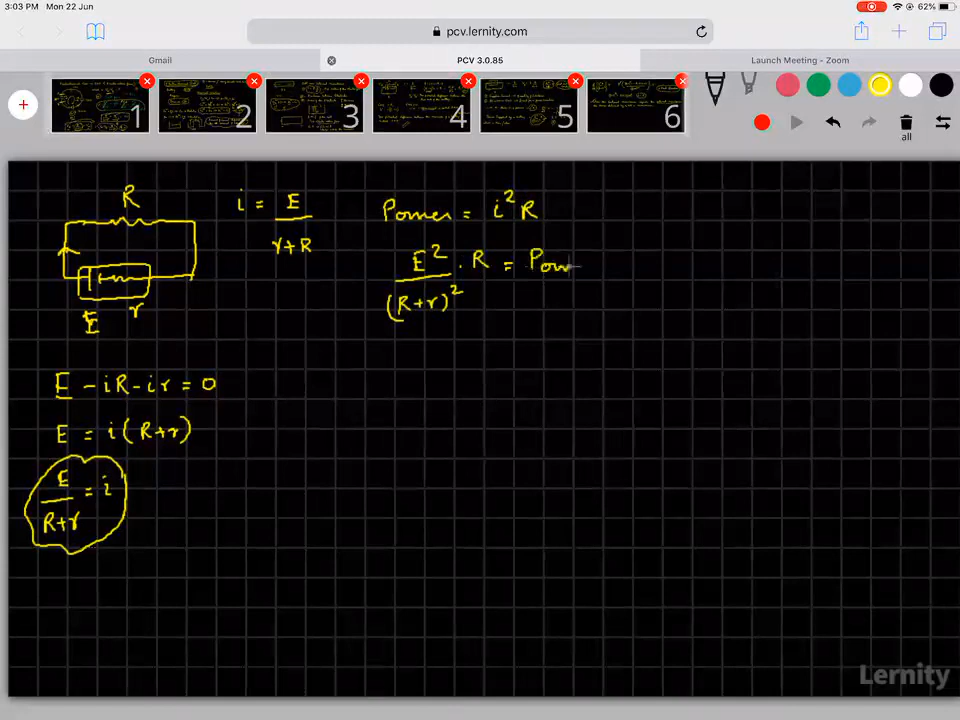 3:03 PM Mon 22 Jun
62%
pcv.lernity.com
Gmail
PCV 3.0.85
Launch Meeting - Zoom
1 2 3 4 5 6
all
R
E r
i = E / r+R
Power = i²R
E² / (R+r)² . R = Pow
E - iR - ir = 0
E = i(R+r)
E / R+r = i
Lernity